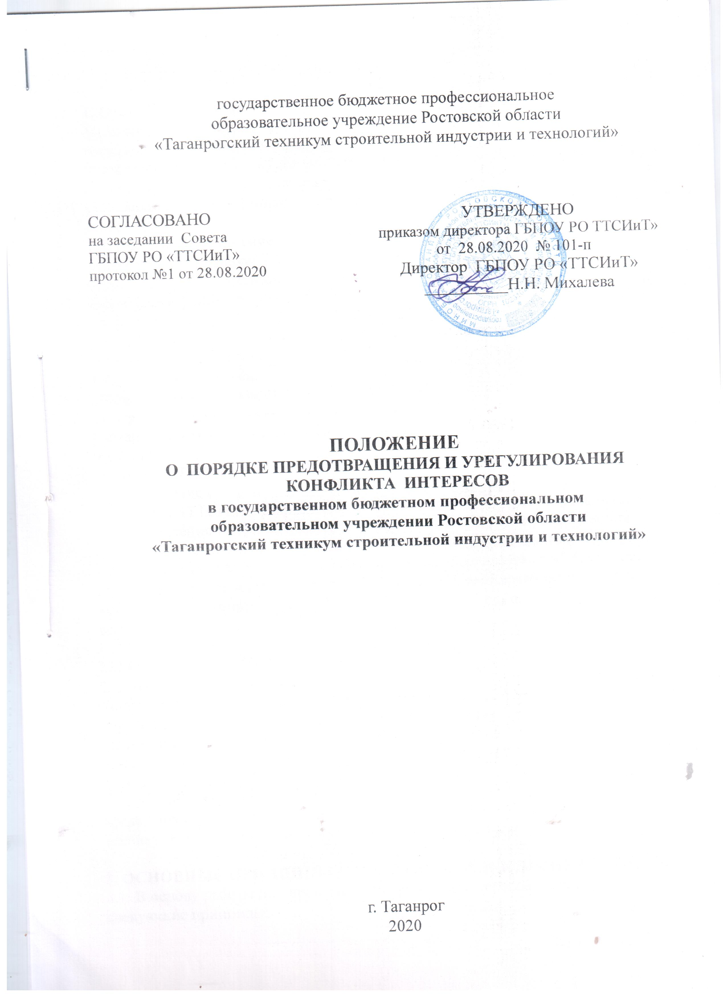 государственное бюджетное профессиональное
образовательное учреждение Ростовской области
«Таганрогский техникум строительной индустрии и технологий»
СОГЛАСОВАНО
на заседании Совета
ГБПОУ РО «ТТСИиТ»
протокол №1 от 28.08.2020
УТВЕРЖДЕНО
приказом директора ГБПОУ РО ТТСИиТ»
от 28.08.2020 № 101-п
Директор ГБПОУ РО «ТТСИиТ»
Н.Н. Михалева
ПОЛОЖЕНИЕ
О ПОРЯДКЕ ПРЕДОТВРАЩЕНИЯ И УРЕГУЛИРОВАНИЯ
КОНФЛИКТА ИНТЕРЕСОВ
в государственном бюджетном профессиональном
образовательном учреждении Ростовской области
«Таганрогский техникум строительной индустрии и технологий»
г. Таганрог
2020